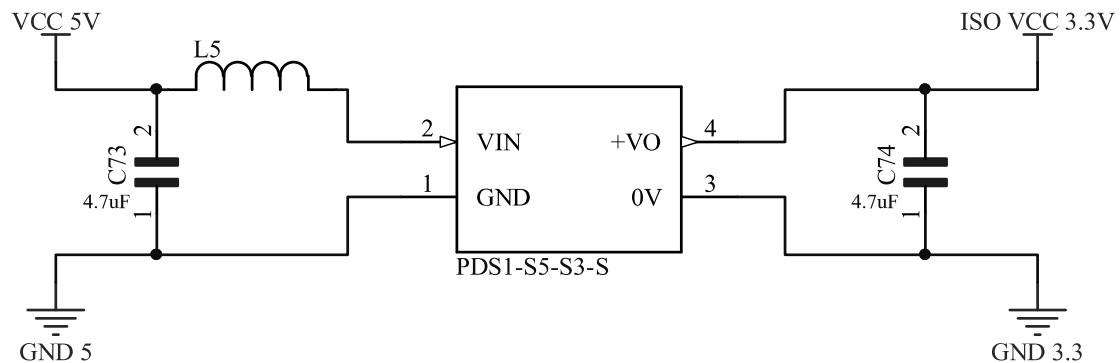 VCC 5V
ISO VCC 3.3V
L5
2
VIN
+VO
4
2
C73
4.7uF
1
1
GND
0V
3
2
C74
4.7uF
1
PDS1-S5-S3-S
GND 5
GND 3.3